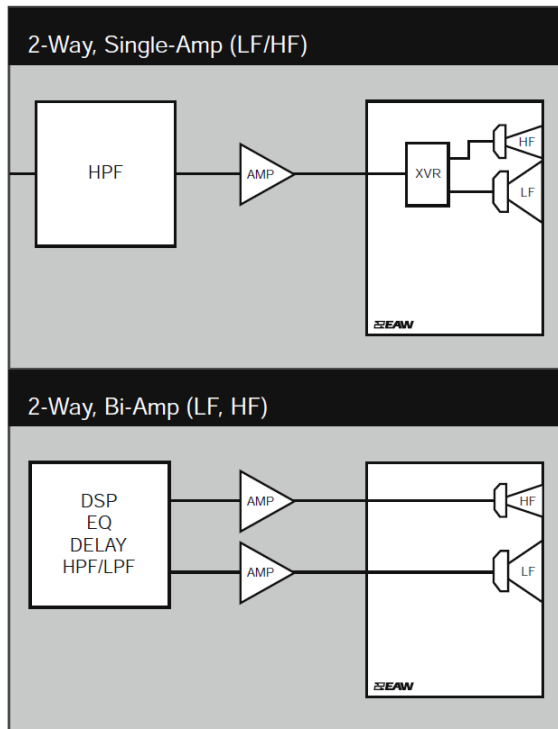 2-Way, Single-Amp (LF/HF)
HPF
AMP
XVR
HF
LF
EAW
2-Way, Bi-Amp (LF, HF)
DSP
EQ
DELAY
HPF/LPF
AMP
AMP
HF
LF
EAW